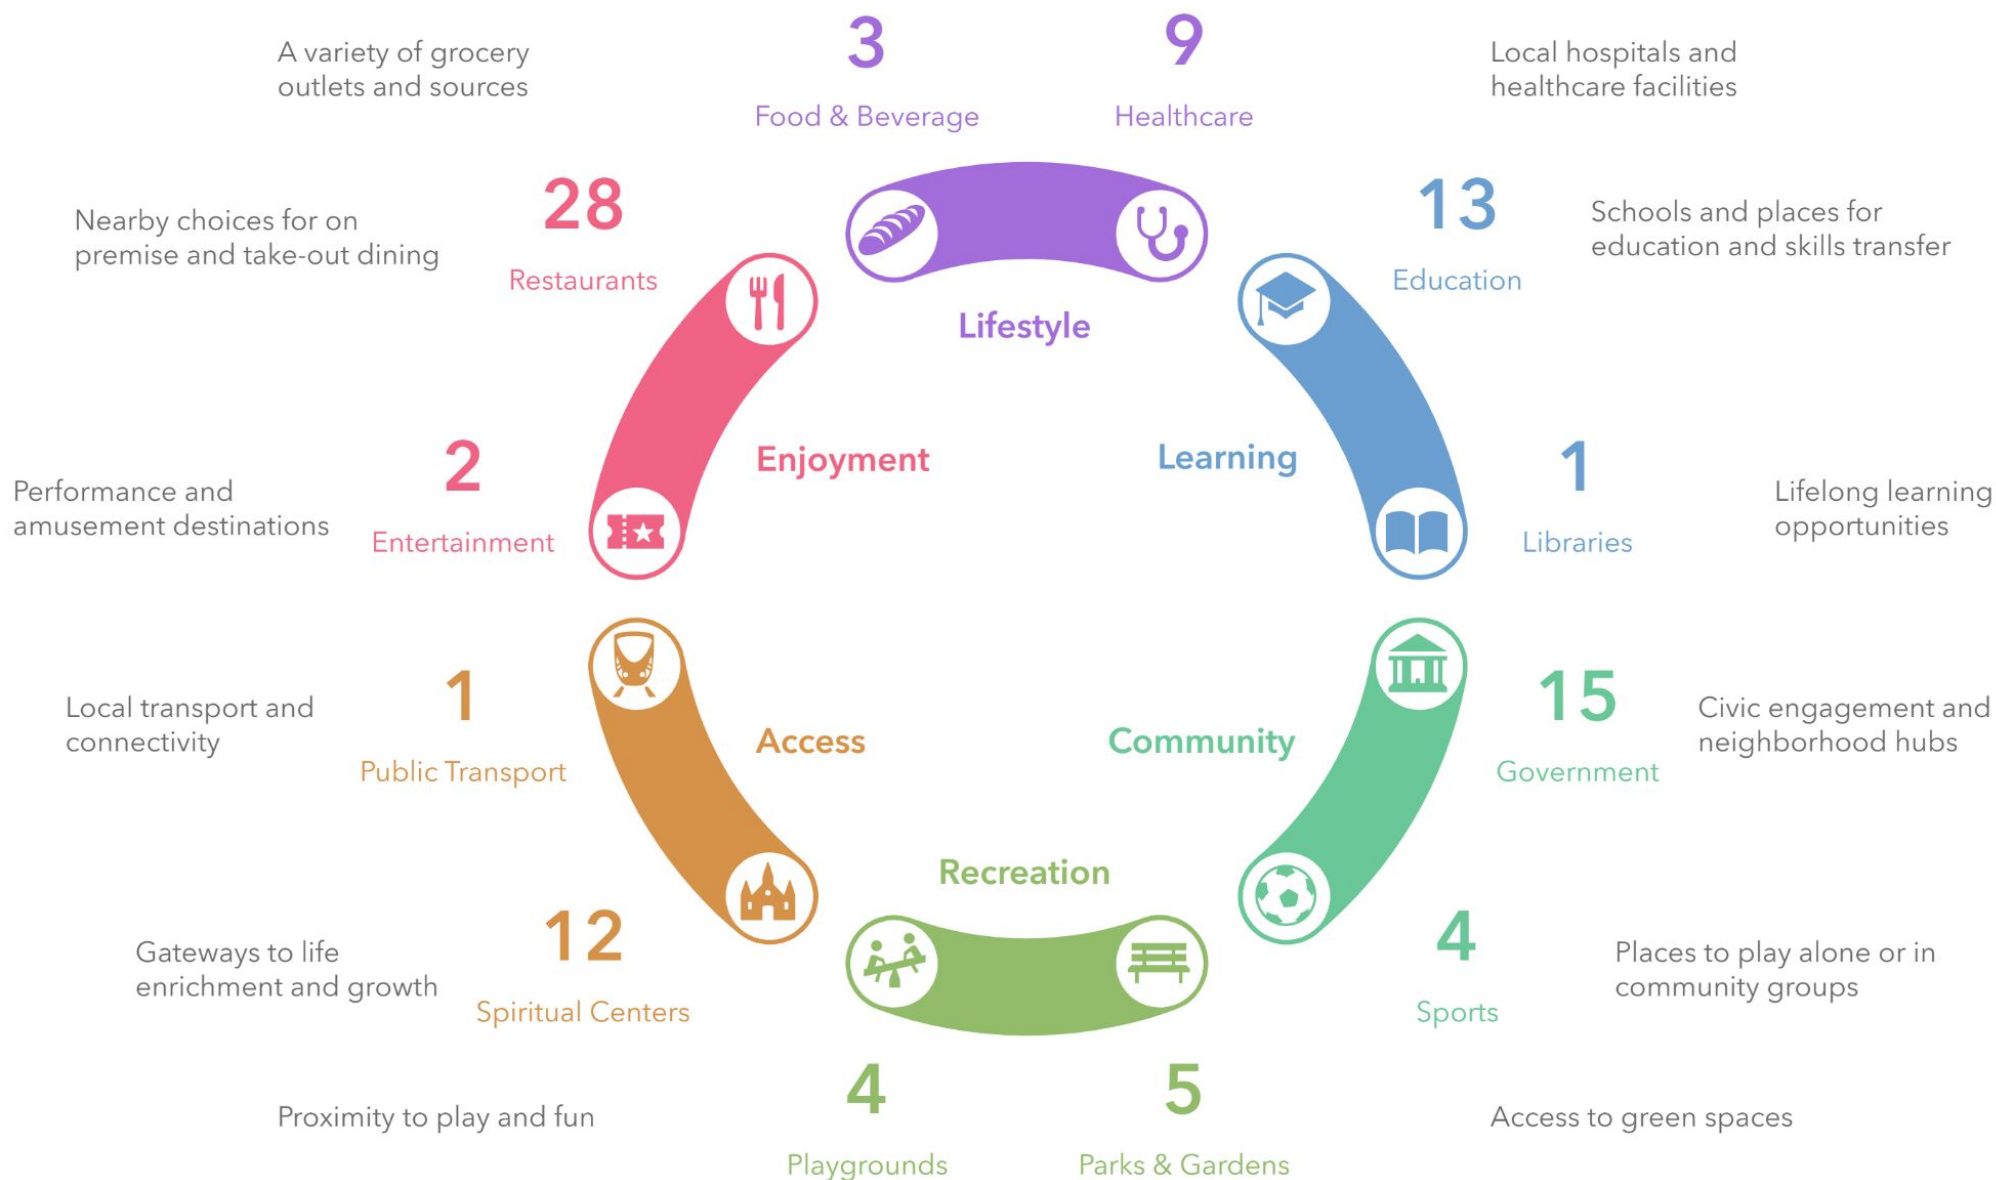 A variety of grocery
outlets and sources
3
Food & Beverage
9
Healthcare
Local hospitals and
healthcare facilities
Nearby choices for on
premise and take-out dining
28
Restaurants
Lifestyle
13
Education
Schools and places for
education and skills transfer
Performance and
amusement destinations
2
Entertainment
Enjoyment
Learning
1
Libraries
Lifelong learning
opportunities
Local transport and
connectivity
1
Public Transport
Access
Community
15
Government
Civic engagement and
neighborhood hubs
Gateways to life
enrichment and growth
12
Spiritual Centers
Recreation
4
Sports
Places to play alone or in
community groups
Proximity to play and fun
4
Playgrounds
5
Parks & Gardens
Access to green spaces